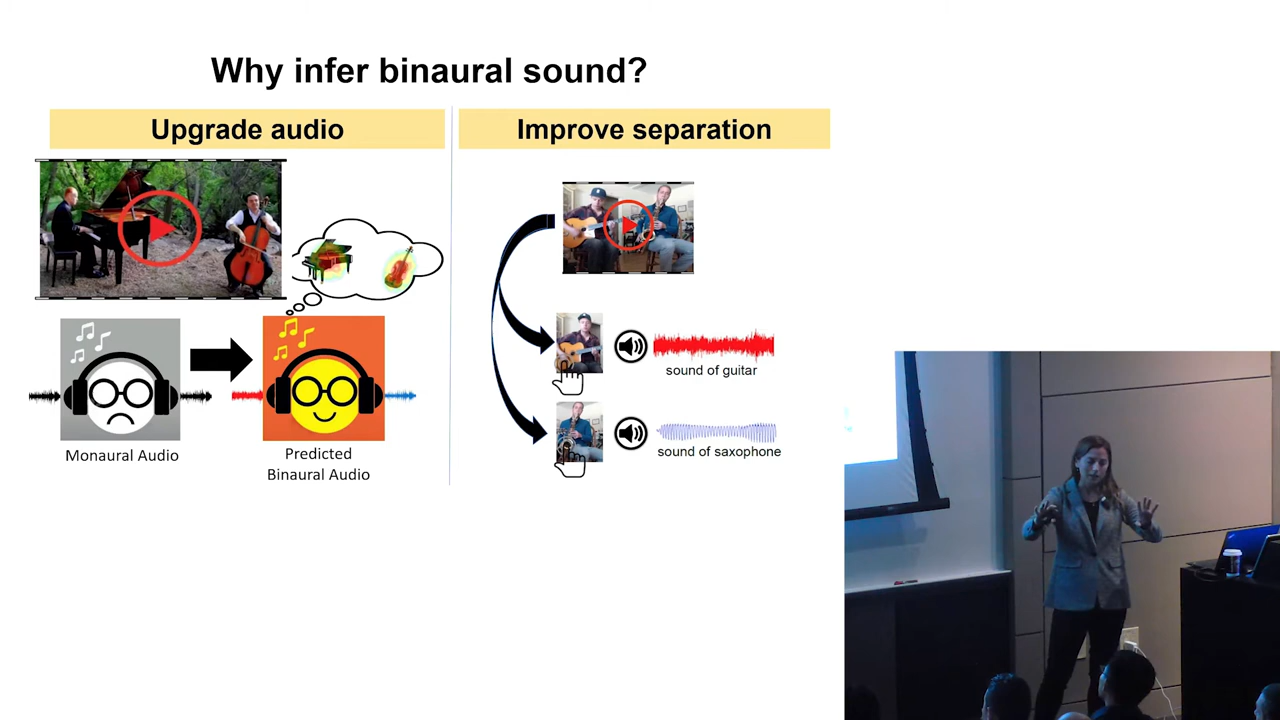 Why infer binaural sound?
Upgrade audio
Improve separation
sound of guitar
sound of saxophone
Monaural Audio
Predicted
Binaural Audio